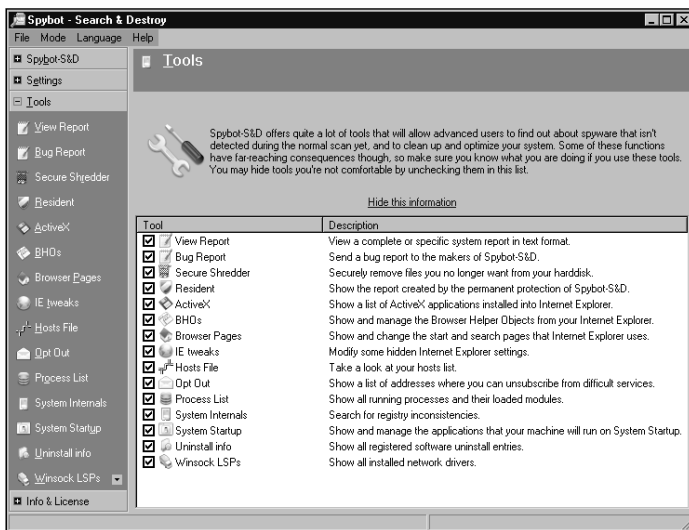 Spybot - Search & Destroy
File Mode Language Help
Spybot-S&D
Settings
Tools
View Report
Bug Report
Secure Shredder
Resident
ActiveX
BHOs
Browser Pages
IE tweaks
Hosts File
Opt Out
Process List
System Internals
System Startup
Uninstall info
Winsock LSPs
Info & License
Tools
Spybot-S&D offers quite a lot of tools that will allow advanced users to find out about spyware that isn't
detected during the normal scan yet, and to clean up and optimize your system. Some of these functions
have far-reaching consequences though, so make sure you know what you are doing if you use these tools.
You may hide tools you're not comfortable by unchecking them in this list.
Hide this information
Tool Description
View Report View a complete or specific system report in text format.
Bug Report Send a bug report to the makers of Spybot-S&D.
Secure Shredder Securely remove files you no longer want from your harddisk.
Resident Show the report created by the permanent protection of Spybot-S&D.
ActiveX Show a list of ActiveX applications installed into Internet Explorer.
BHOs Show and manage the Browser Helper Objects from your Internet Explorer.
Browser Pages Show and change the start and search pages that Internet Explorer uses.
IE tweaks Modify some hidden Internet Explorer settings.
Hosts File Take a look at your hosts list.
Opt Out Show a list of addresses where you can unsubscribe from difficult services.
Process List Show all running processes and their loaded modules.
System Internals Search for registry inconsistencies.
System Startup Show and manage the applications that your machine will run on System Startup.
Uninstall info Show all registered software uninstall entries.
Winsock LSPs Show all installed network drivers.